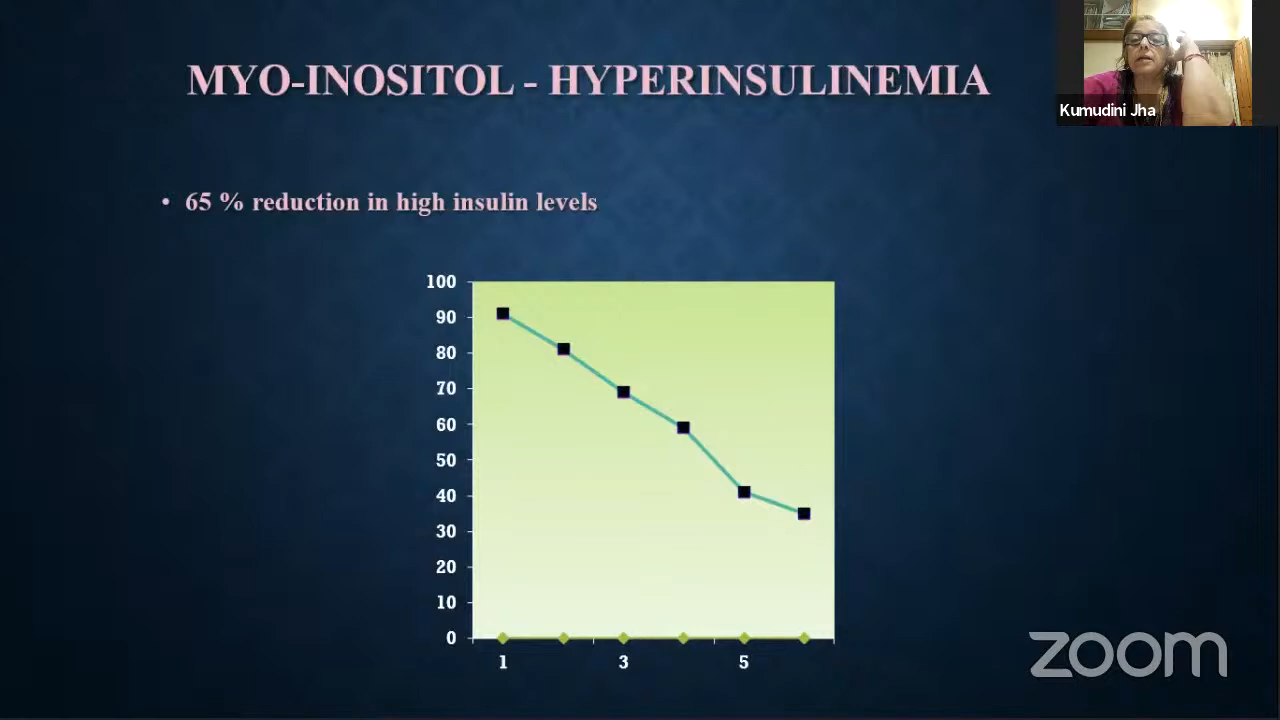 MYO-INOSITOL - HYPERINSULINEMIA
Kumudini Jha
• 65 % reduction in high insulin levels
100
90
80
70
60
50
40
30
20
10
0
1 3 5
zoom